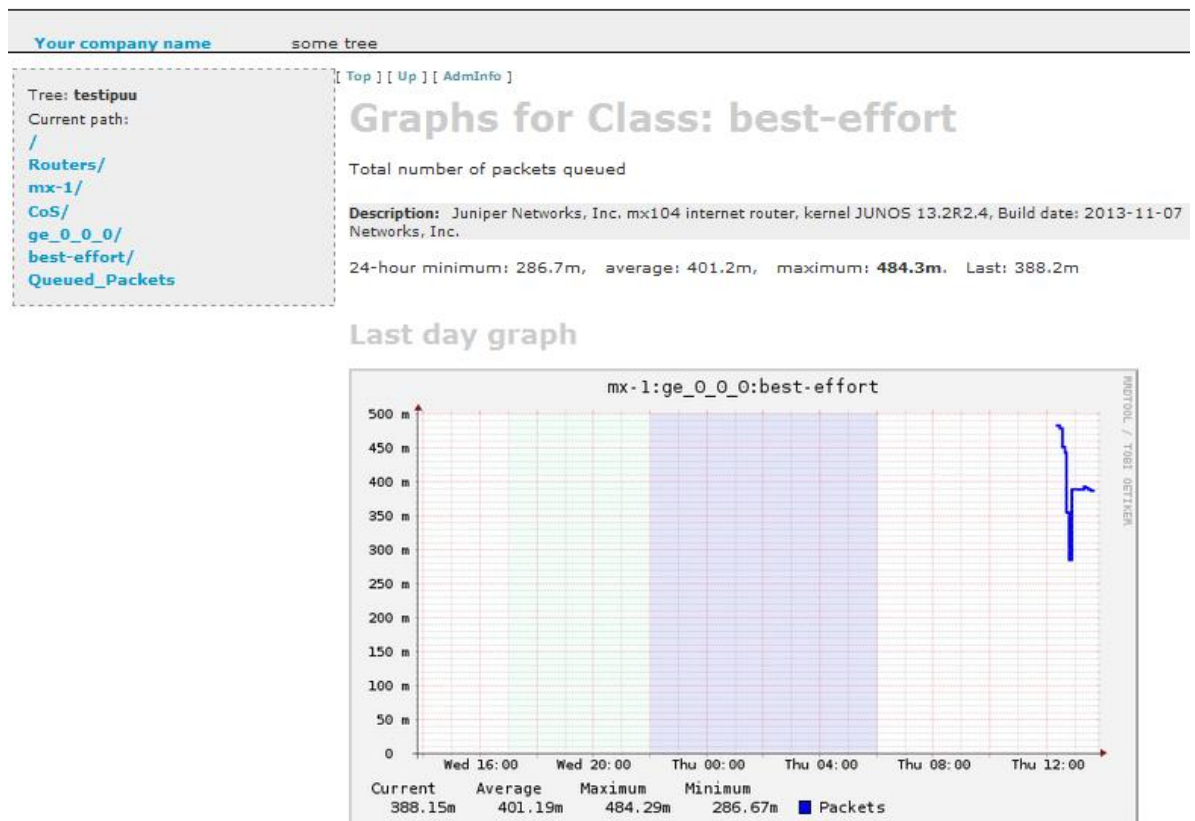 Your company name some tree
[ Top ] [ Up ] [ AdmInfo ]
Tree: testipuu
Current path:
/
Routers/
mx-1/
CoS/
ge_0_0_0/
best-effort/
Queued_Packets
Graphs for Class: best-effort
Total number of packets queued
Description: Juniper Networks, Inc. mx104 internet router, kernel JUNOS 13.2R2.4, Build date: 2013-11-07
Networks, Inc.
24-hour minimum: 286.7m, average: 401.2m, maximum: 484.3m. Last: 388.2m
Last day graph
mx-1:ge_0_0_0:best-effort
RRDTOOL / TOBI OETIKER
500 m
450 m
400 m
350 m
300 m
250 m
200 m
150 m
100 m
50 m
0
Wed 16:00 Wed 20:00 Thu 00:00 Thu 04:00 Thu 08:00 Thu 12:00
Current Average Maximum Minimum
388.15m 401.19m 484.29m 286.67m Packets